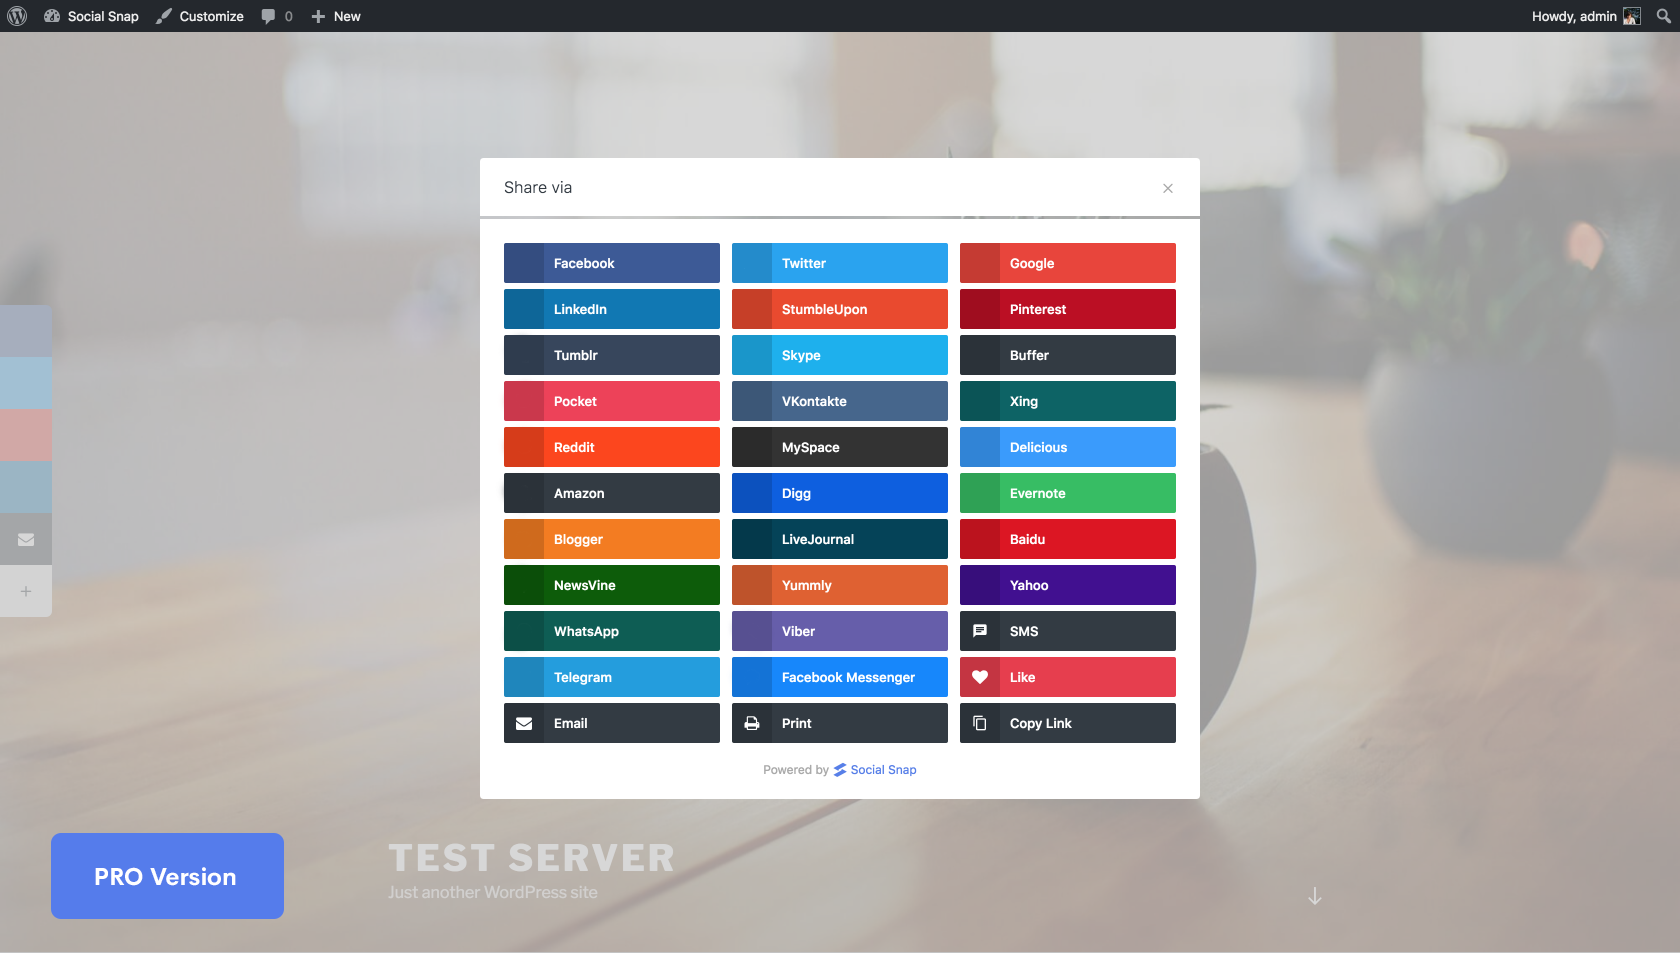 Social Snap Customize 0 New Howdy, admin
Share via
Facebook Twitter Google
LinkedIn StumbleUpon Pinterest
Tumblr Skype Buffer
Pocket VKontakte Xing
Reddit MySpace Delicious
Amazon Digg Evernote
Blogger LiveJournal Baidu
NewsVine Yummly Yahoo
WhatsApp Viber SMS
Telegram Facebook Messenger Like
Email Print Copy Link
Powered by Social Snap
PRO Version
TEST SERVER
Just another WordPress site